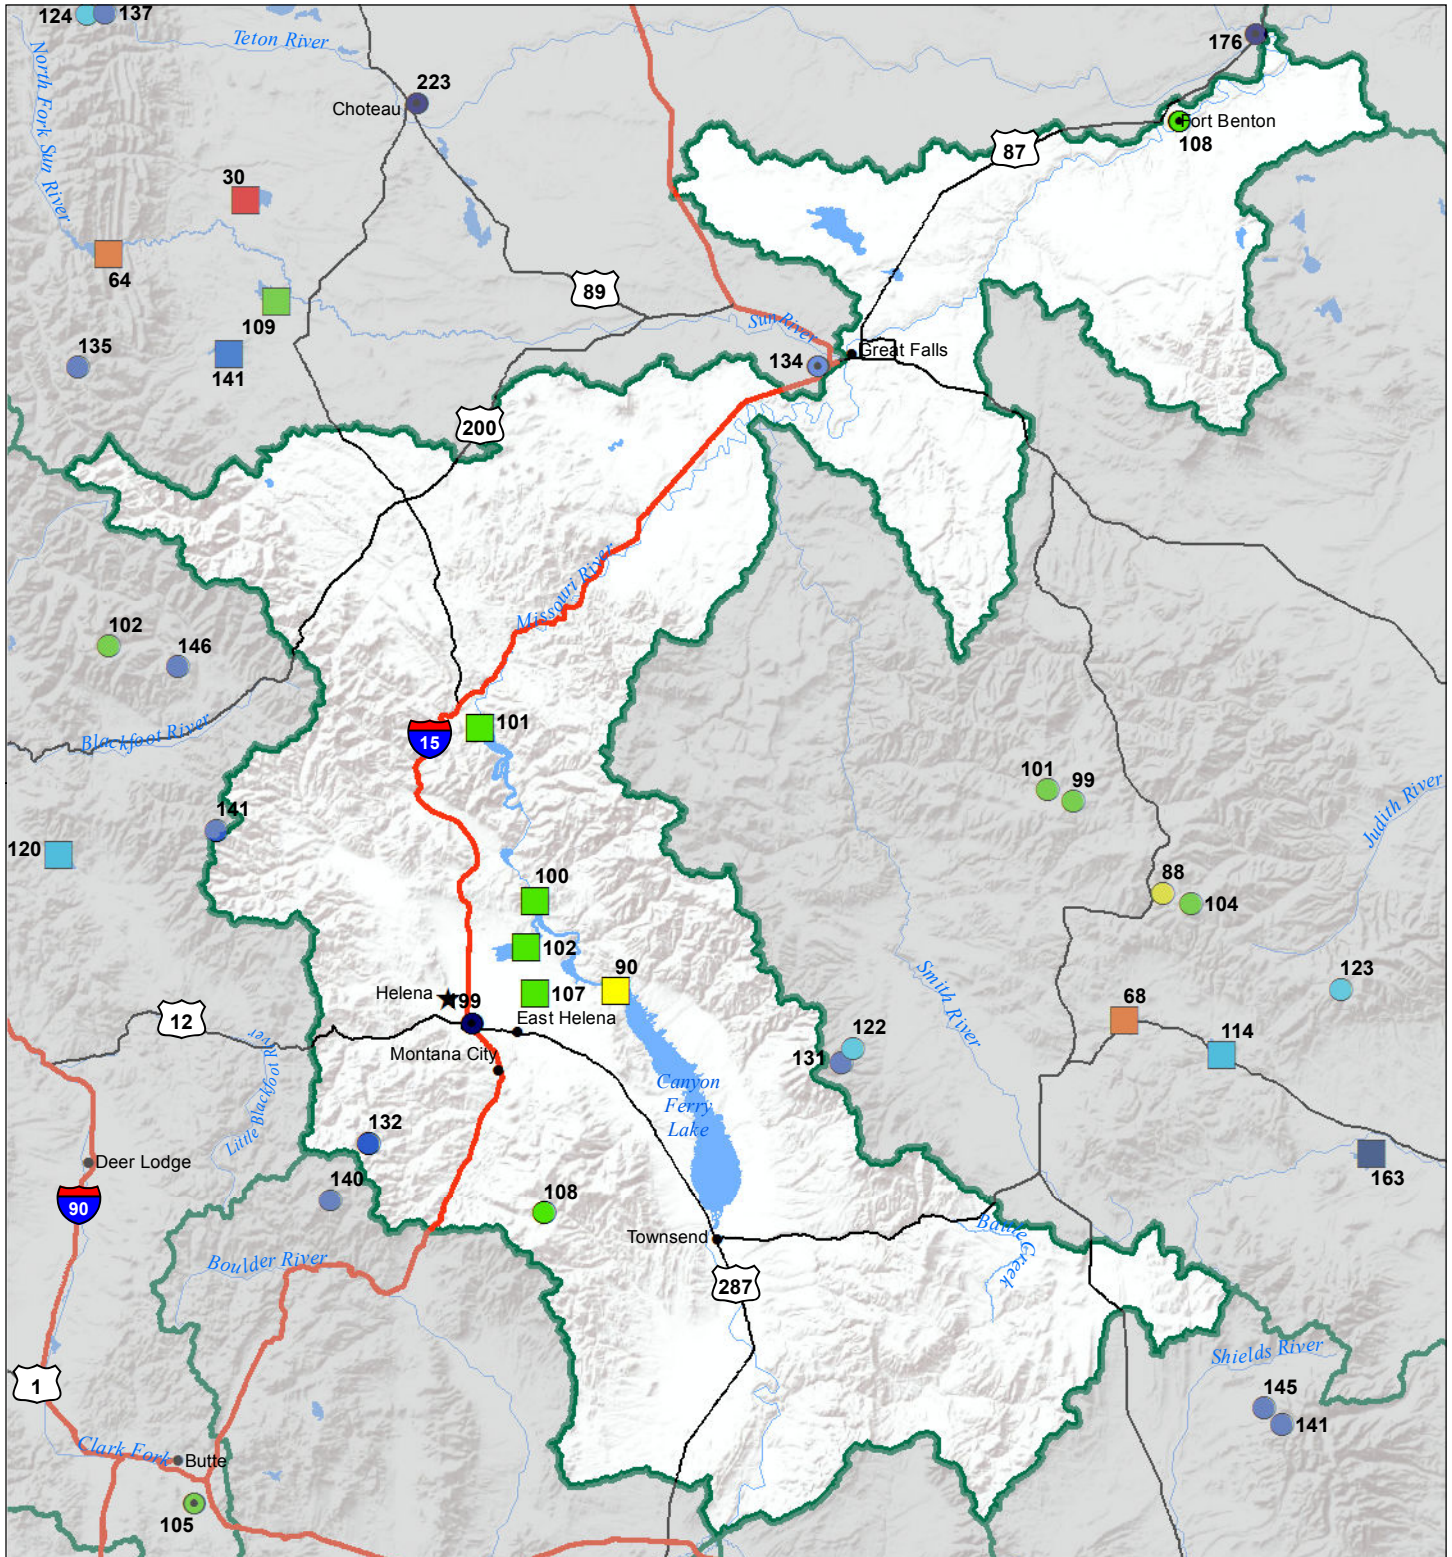 124
137
Teton River
North Fork Sun River
176
223
Choteau
Fort Benton
108
87
30
64
89
109
Sun River
135
141
134
Great Falls
200
Missouri River
102
146
Blackfoot River
101
15
101
99
Judith River
141
120
100
88
104
102
90
Smith River
123
Helena
199
107
68
East Helena
12
Little Blackfoot River
122
114
Montana City
131
Canyon
Ferry
Lake
132
Deer Lodge
163
140
108
90
Townsend
Battle Creek
Boulder River
287
Shields River
1
145
141
Clark Fork
Butte
105